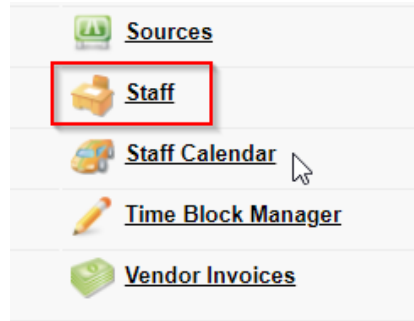 Sources
Staff
Staff Calendar
Time Block Manager
Vendor Invoices